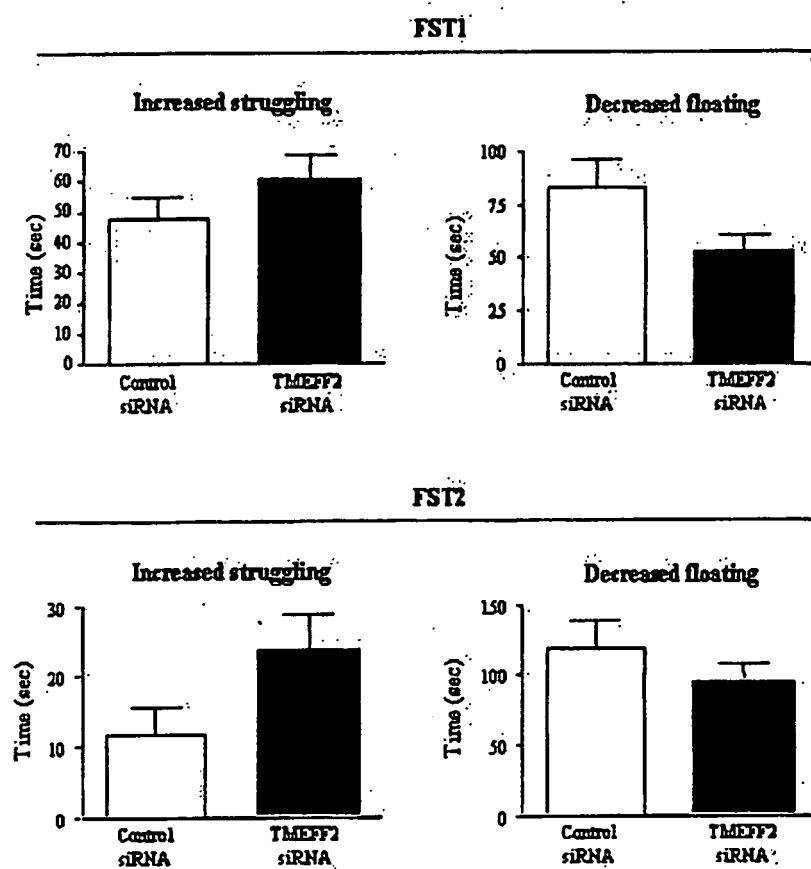 FST1
Increased struggling
Time (sec)
70
60
50
40
30
20
10
0
Control
siRNA
TMEFF2
siRNA
Decreased floating
Time (sec)
100
75
50
25
0
Control
siRNA
TMEFF2
siRNA
FST2
Increased struggling
Time (sec)
30
20
10
0
Control
siRNA
TMEFF2
siRNA
Decreased floating
Time (sec)
150
100
50
0
Control
siRNA
TMEFF2
siRNA